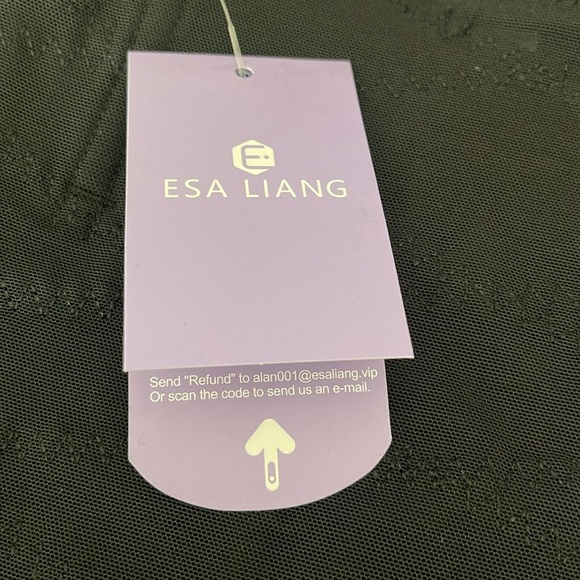 E
ESA LIANG
Send "Refund" to alan001@esaliang.vip
Or scan the code to send us an e-mail.